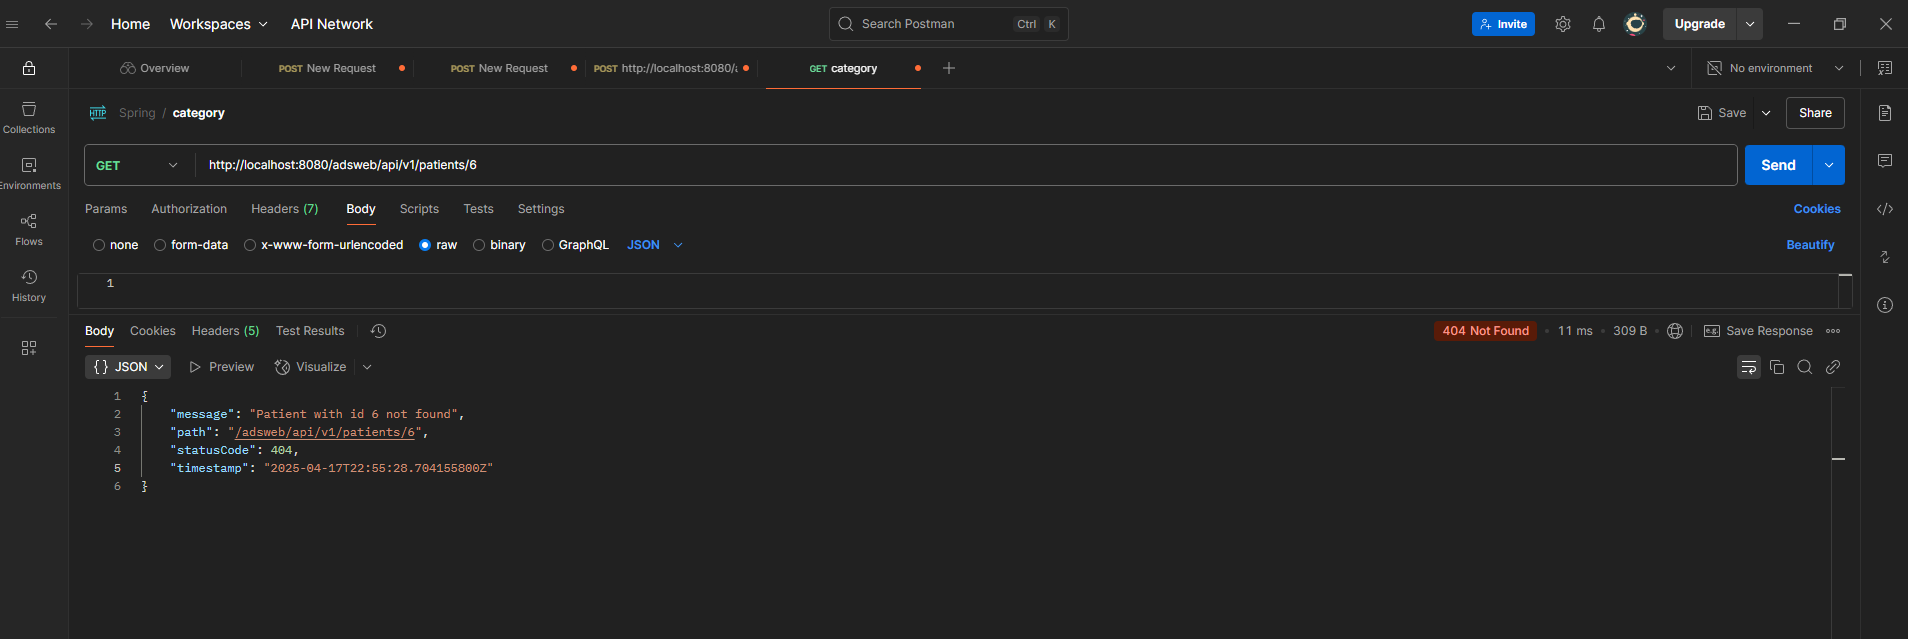 Home Workspaces API Network Search Postman Ctrl K Invite Upgrade
Overview POST New Request POST New Request POST http://localhost:8080/a GET category No environment
HTTP Spring / category Save Share
Collections
GET http://localhost:8080/adsweb/api/v1/patients/6 Send
Environments
Params Authorization Headers (7) Body Scripts Tests Settings Cookies
Flows
none form-data x-www-form-urlencoded raw binary GraphQL JSON Beautify
1
History
Body Cookies Headers (5) Test Results 404 Not Found 11 ms 309 B e.g. Save Response
{} JSON Preview Visualize
1 {
2 "message": "Patient with id 6 not found",
3 "path": "/adsweb/api/v1/patients/6",
4 "statusCode": 404,
5 "timestamp": "2025-04-17T22:55:28.704155800Z"
6 }